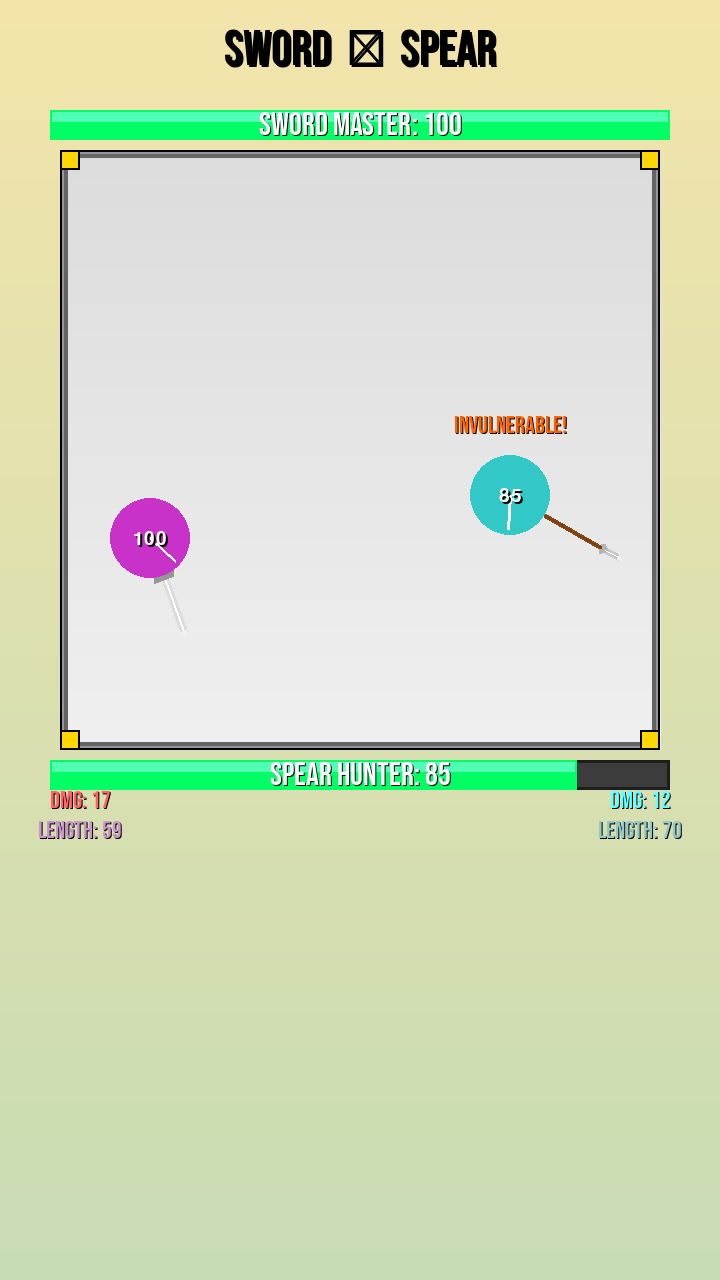 SWORD ☒ SPEAR
SWORD MASTER: 100
INVULNERABLE!
85
100
SPEAR HUNTER: 85
DMG: 17
DMG: 12
LENGTH: 59
LENGTH: 70